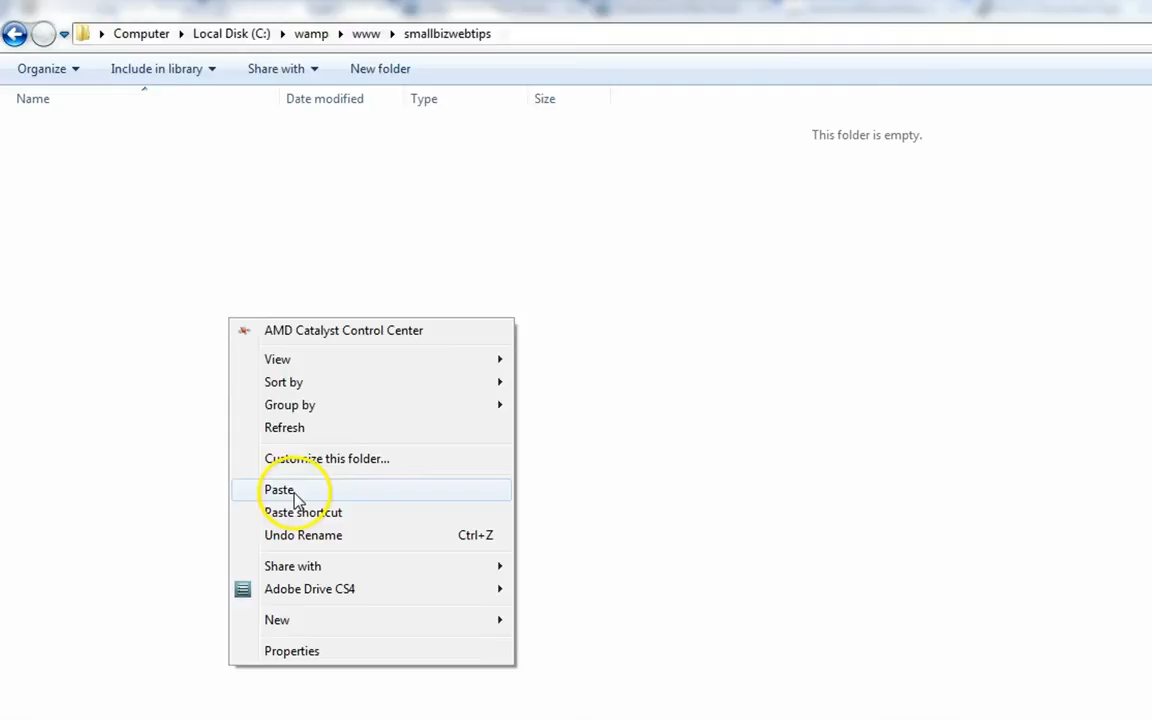 Computer Local Disk (C:) wamp www smallbizwebtips
Organize Include in library Share with New folder
Name Date modified Type Size
This folder is empty.
AMD Catalyst Control Center
View
Sort by
Group by
Refresh
Customize this folder...
Paste
Paste shortcut
Undo Rename Ctrl+Z
Share with
Adobe Drive CS4
New
Properties